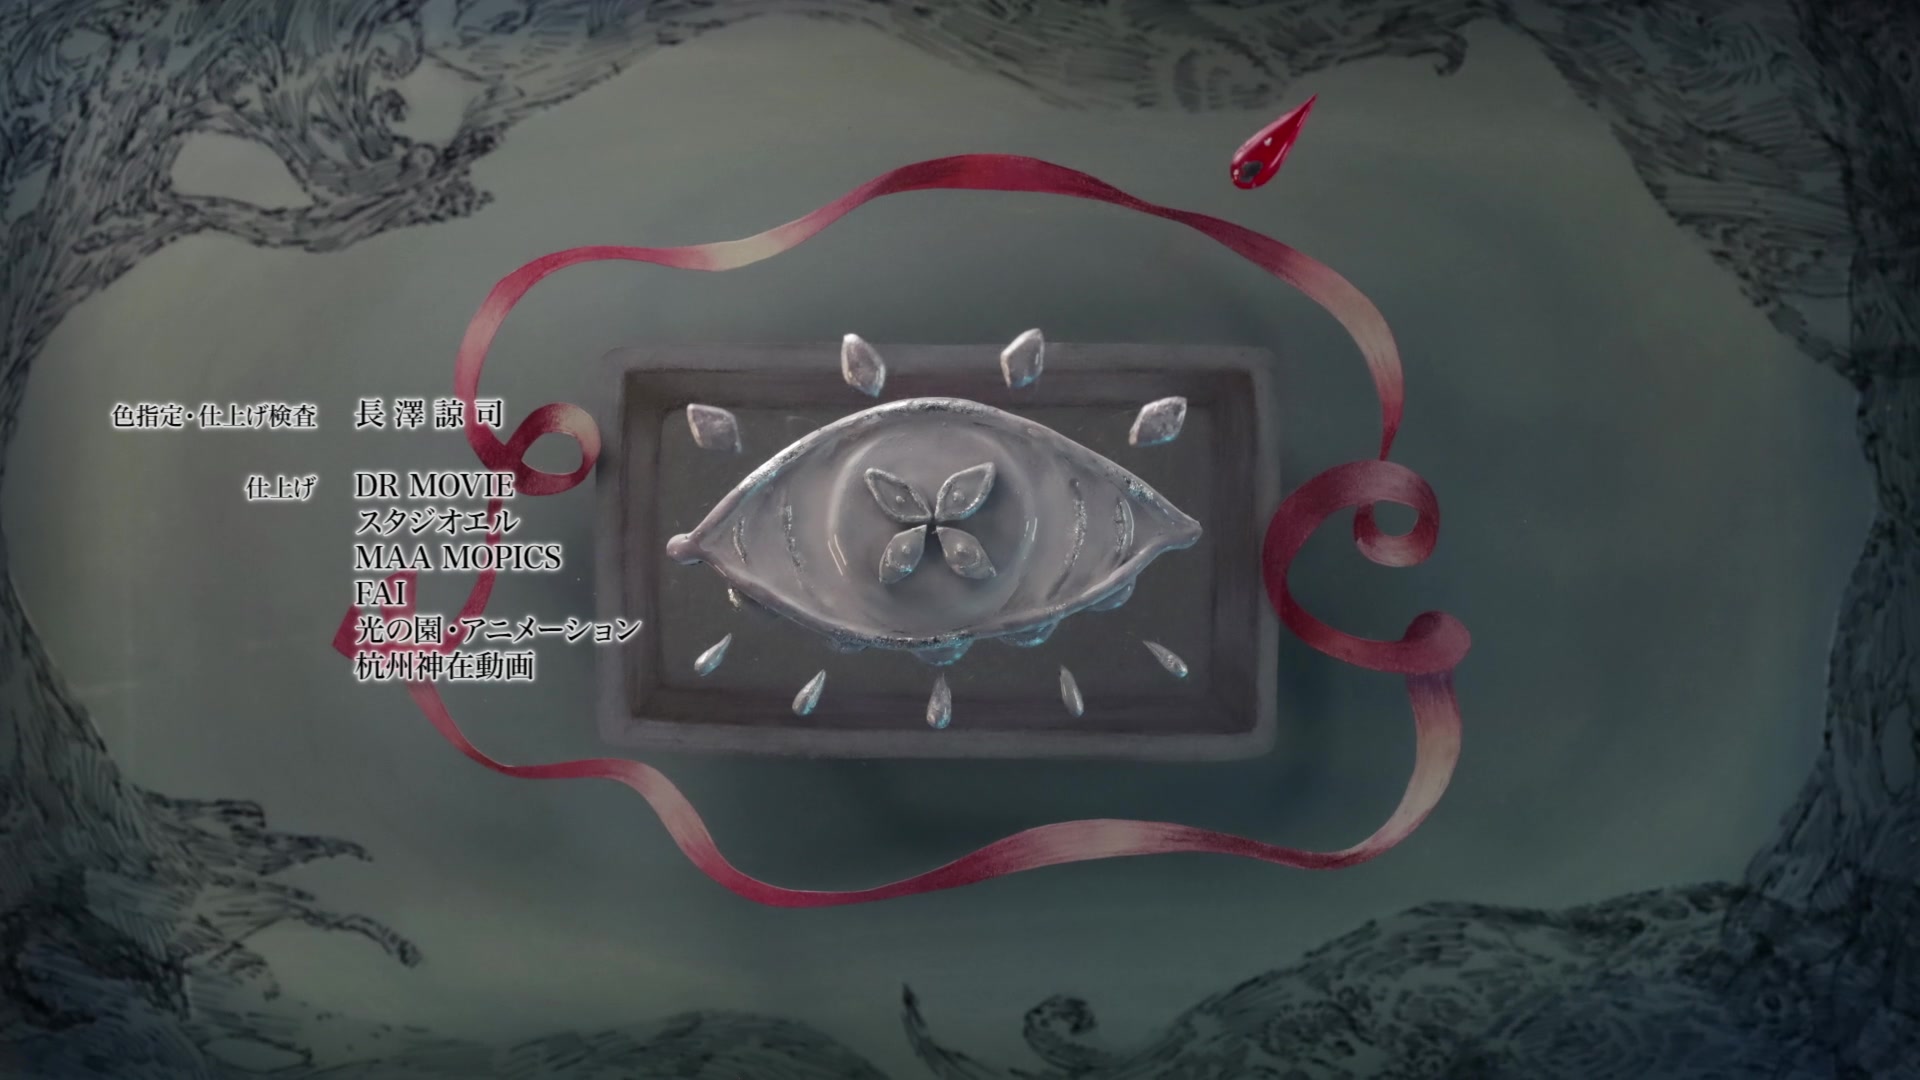 色指定・仕上げ検査　長澤諒司
仕上げ　DR MOVIE
スタジオエル
MAA MOPICS
FAI
光の園・アニメーション
杭州神在動画